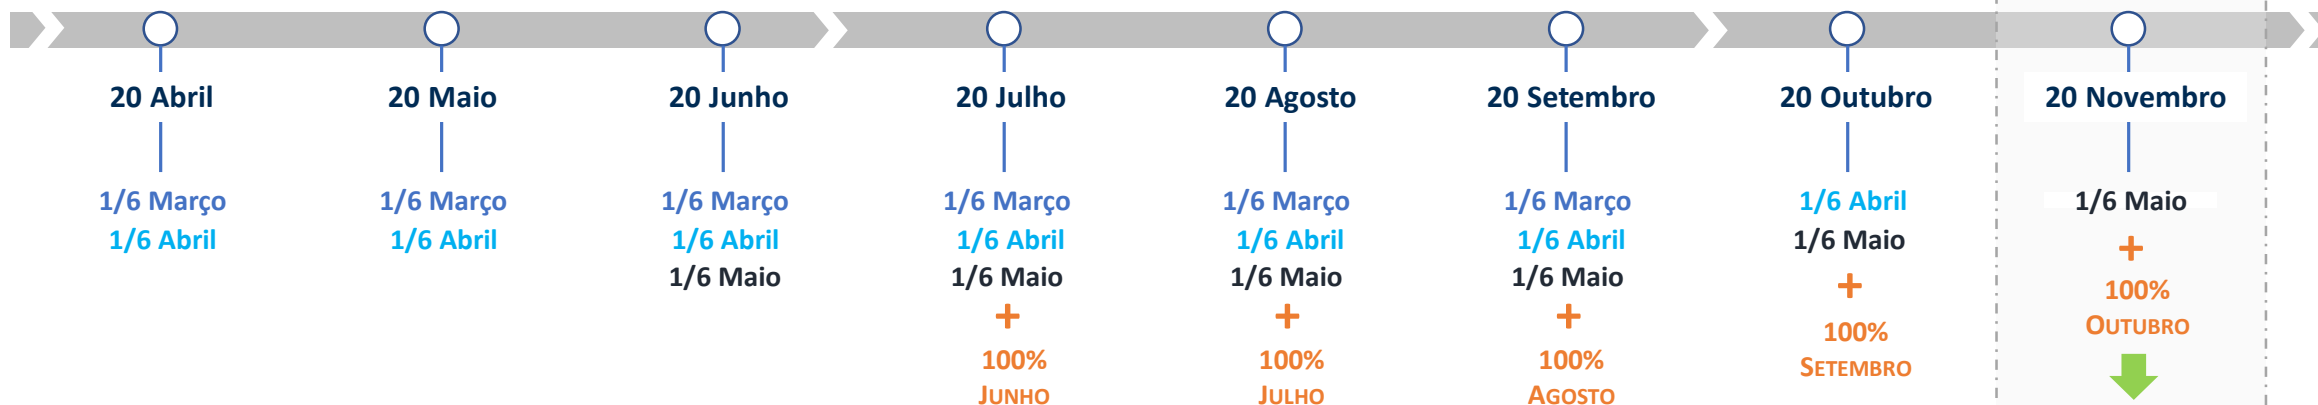 20 Abril
1/6 Março
1/6 Abril
20 Maio
1/6 Março
1/6 Abril
20 Junho
1/6 Março
1/6 Abril
1/6 Maio
20 Julho
1/6 Março
1/6 Abril
1/6 Maio
+
100%
JUNHO
20 Agosto
1/6 Março
1/6 Abril
1/6 Maio
+
100%
JULHO
20 Setembro
1/6 Março
1/6 Abril
1/6 Maio
+
100%
AGOSTO
20 Outubro
1/6 Abril
1/6 Maio
+
100%
SETEMBRO
20 Novembro
1/6 Maio
+
100%
OUTUBRO